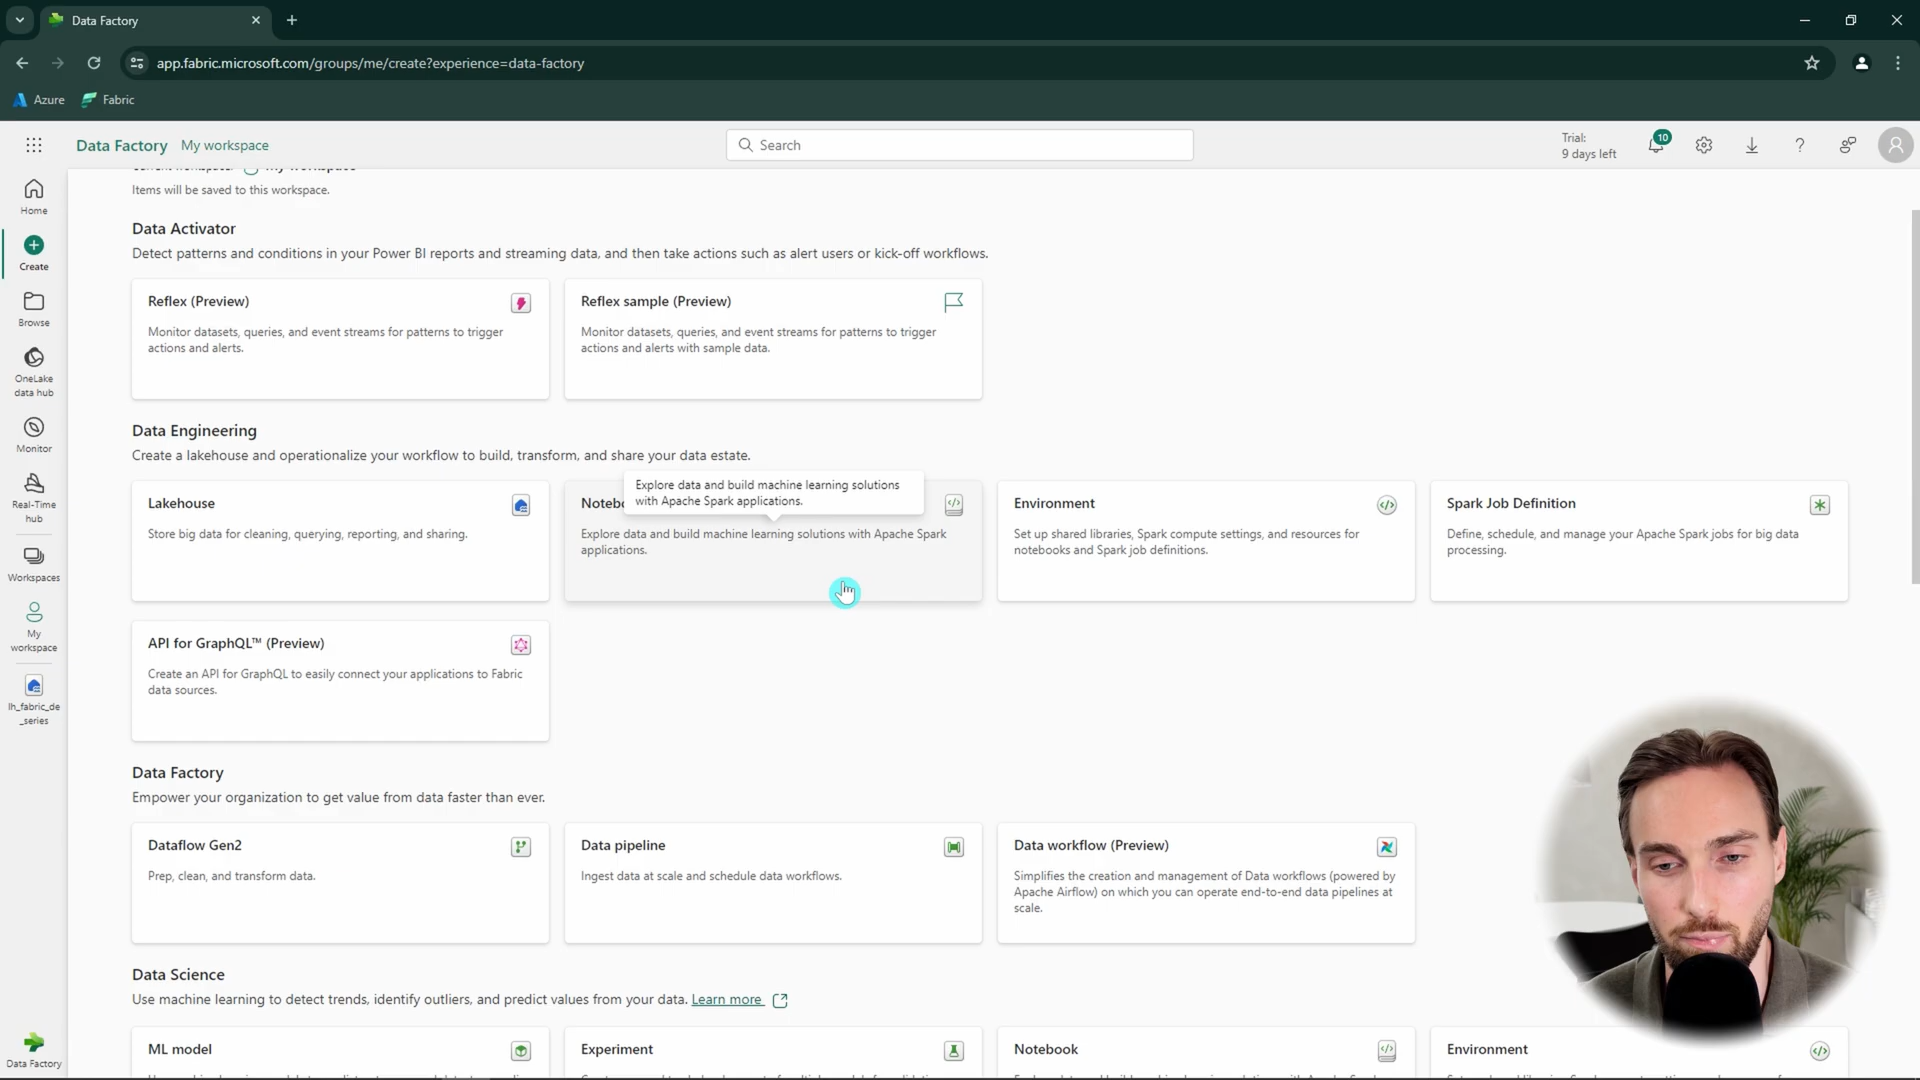 Data Factory
app.fabric.microsoft.com/groups/me/create?experience=data-factory
Azure
Fabric
Data Factory
My workspace
Search
Trial:
9 days left
10
Items will be saved to this workspace.
Home
Create
Browse
OneLake
data hub
Monitor
Real-Time
hub
Workspaces
My
workspace
lh_fabric_de
_series
Data Factory
Data Activator
Detect patterns and conditions in your Power BI reports and streaming data, and then take actions such as alert users or kick-off workflows.
Reflex (Preview)
Monitor datasets, queries, and event streams for patterns to trigger
actions and alerts.
Reflex sample (Preview)
Monitor datasets, queries, and event streams for patterns to trigger
actions and alerts with sample data.
Data Engineering
Create a lakehouse and operationalize your workflow to build, transform, and share your data estate.
Lakehouse
Store big data for cleaning, querying, reporting, and sharing.
Explore data and build machine learning solutions
with Apache Spark applications.
Explore data and build machine learning solutions with Apache Spark
applications.
Environment
Set up shared libraries, Spark compute settings, and resources for
notebooks and Spark job definitions.
Spark Job Definition
Define, schedule, and manage your Apache Spark jobs for big data
processing.
API for GraphQL™ (Preview)
Create an API for GraphQL to easily connect your applications to Fabric
data sources.
Data Factory
Empower your organization to get value from data faster than ever.
Dataflow Gen2
Prep, clean, and transform data.
Data pipeline
Ingest data at scale and schedule data workflows.
Data workflow (Preview)
Simplifies the creation and management of Data workflows (powered by
Apache Airflow) on which you can operate end-to-end data pipelines at
scale.
Data Science
Use machine learning to detect trends, identify outliers, and predict values from your data. Learn more
ML model
Experiment
Notebook
Environment